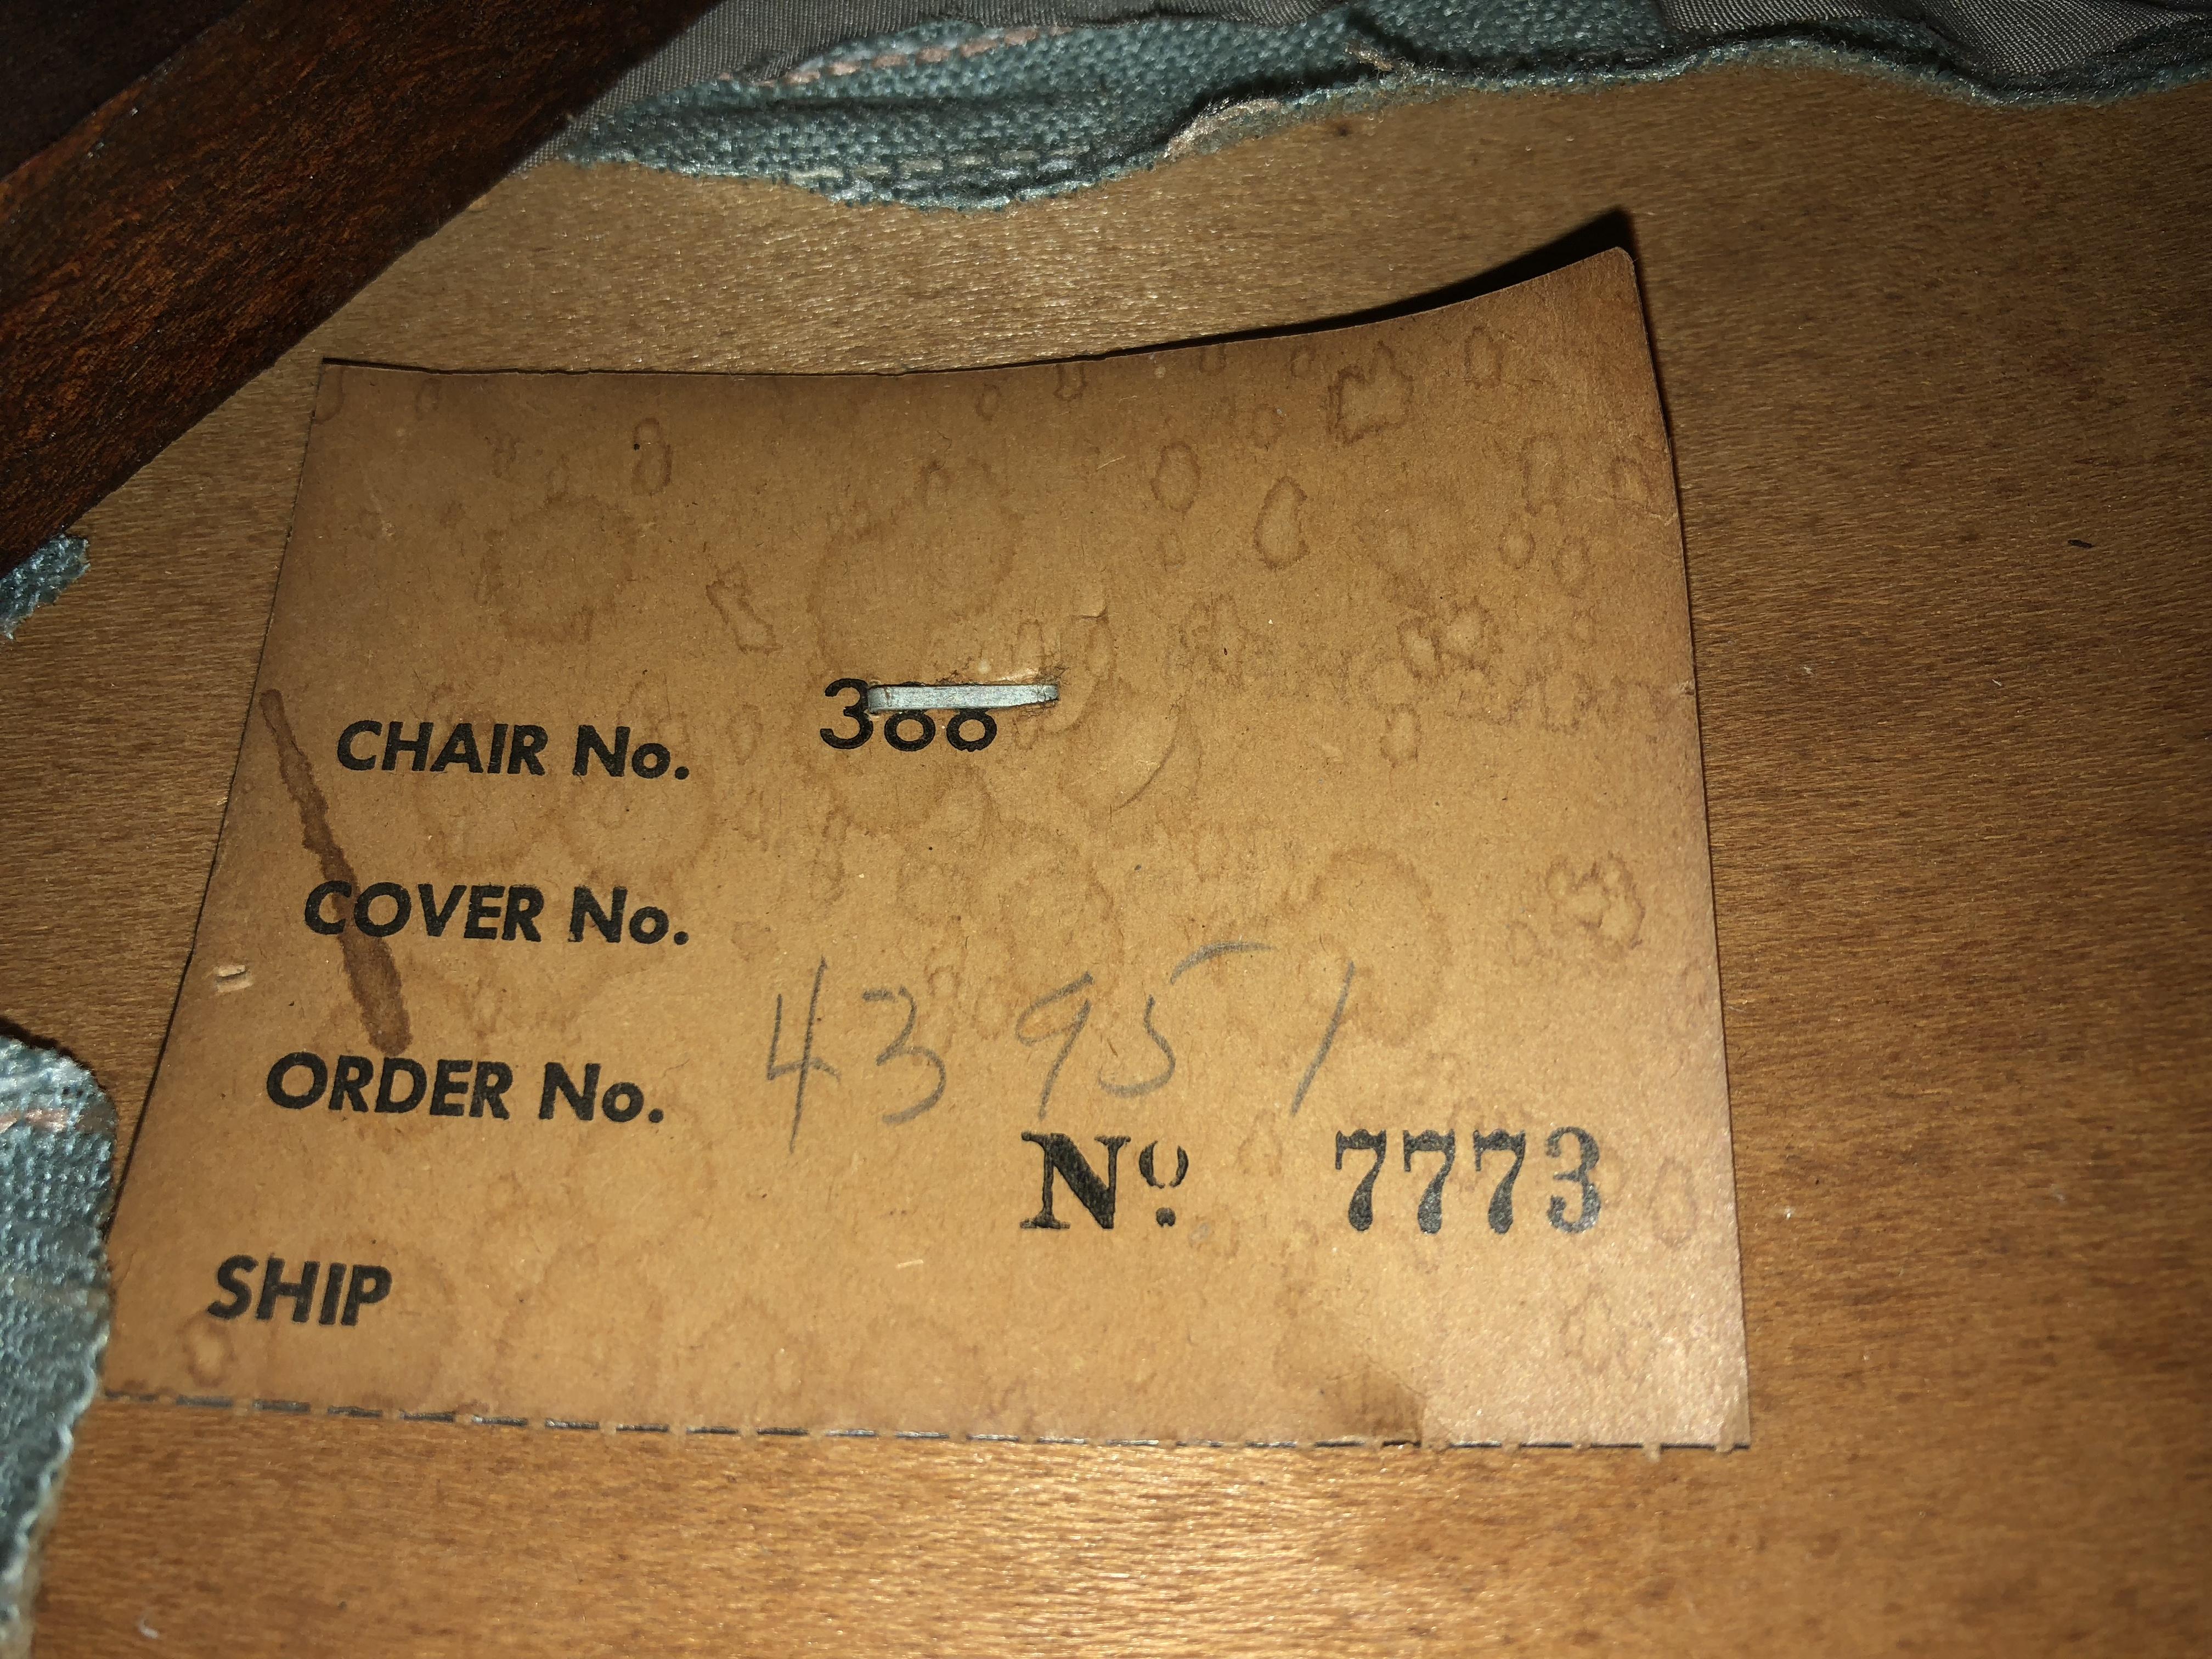 CHAIR No. 388
COVER No.
ORDER No. 43951
Nº 7773
SHIP